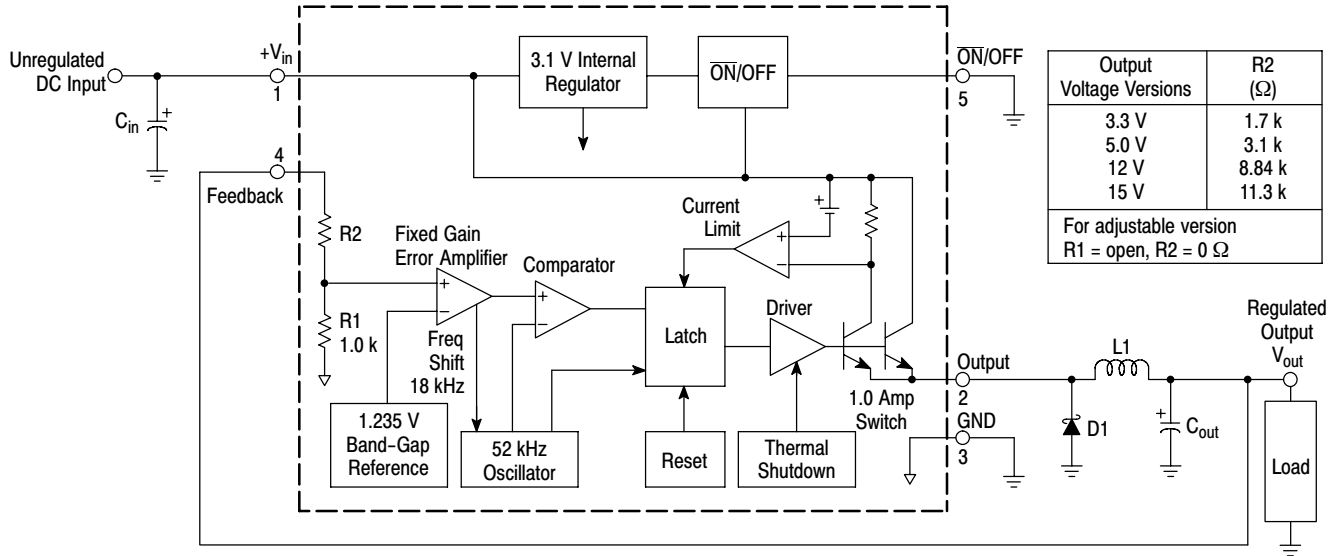 Unregulated
DC Input
+Vin
1
Cin
3.1 V Internal
Regulator
ON/OFF
ON/OFF
5
Output
Voltage Versions
R2
(Ω)
3.3 V
1.7 k
5.0 V
3.1 k
12 V
8.84 k
15 V
11.3 k
For adjustable version
R1 = open, R2 = 0 Ω
4
Feedback
R2
R1
1.0 k
Fixed Gain
Error Amplifier
+
−
Freq
Shift
18 kHz
Comparator
+
−
Current
Limit
+
−
+
Latch
Driver
1.0 Amp
Switch
1.235 V
Band-Gap
Reference
52 kHz
Oscillator
Reset
Thermal
Shutdown
Output
2
GND
3
L1
D1
+
Cout
Regulated
Output
Vout
Load
+